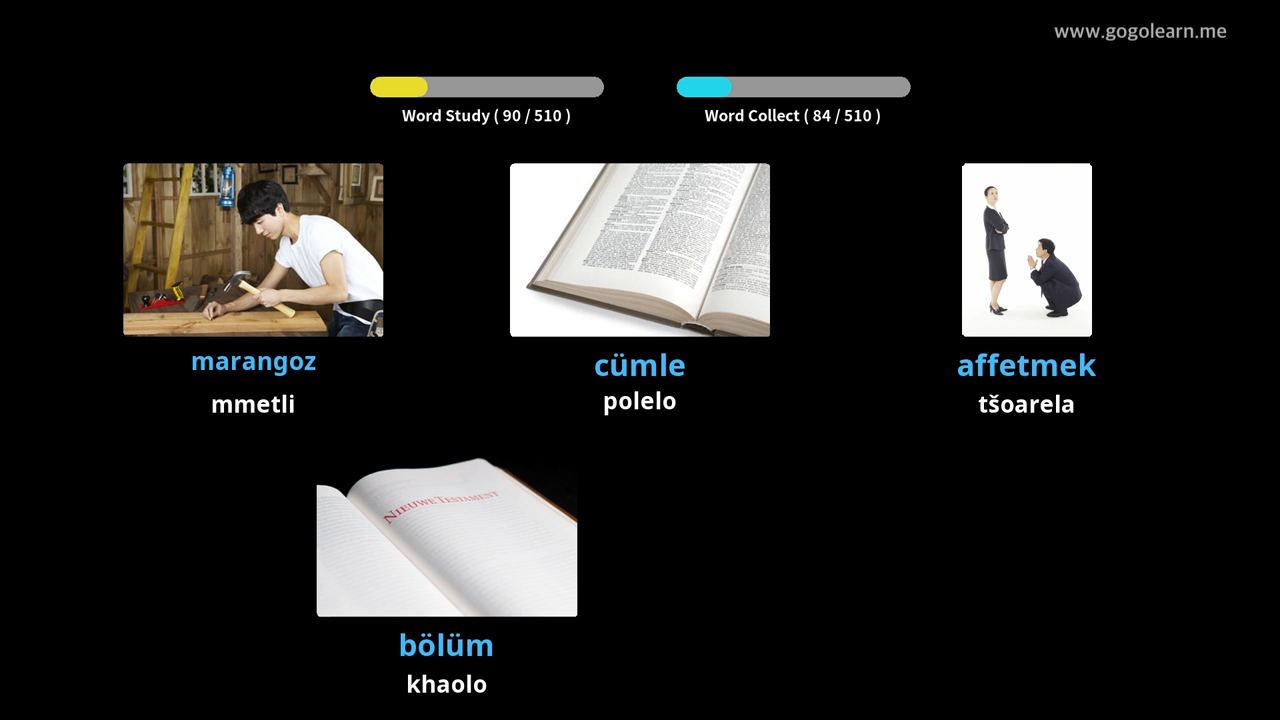 www.gogolearn.me
Word Study ( 90 / 510 )
Word Collect ( 84 / 510 )
marangoz
mmetli
cümle
polelo
affetmek
tšoarela
NIEUWE TESTAMENT
bölüm
khaolo